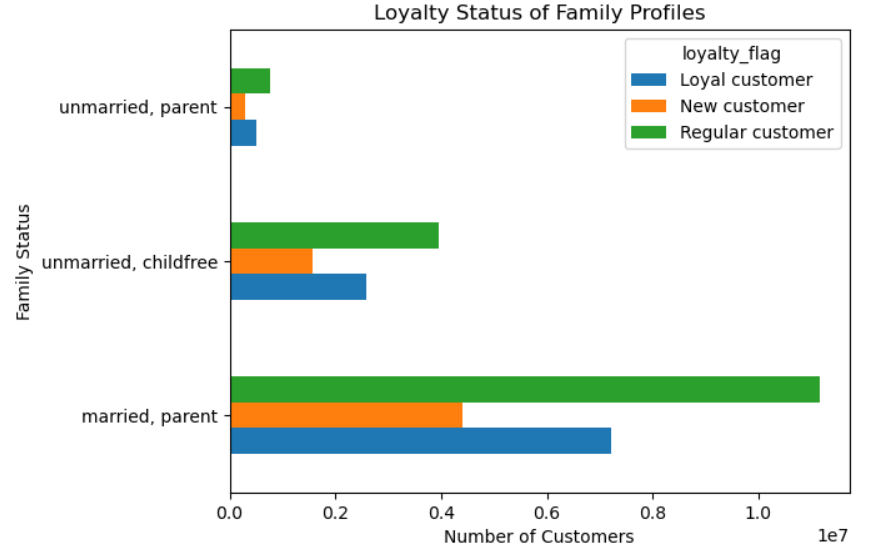 Loyalty Status of Family Profiles
loyalty_flag
Loyal customer
New customer
Regular customer
unmarried, parent
unmarried, childfree
married, parent
Family Status
0.0 0.2 0.4 0.6 0.8 1.0
1e7
Number of Customers